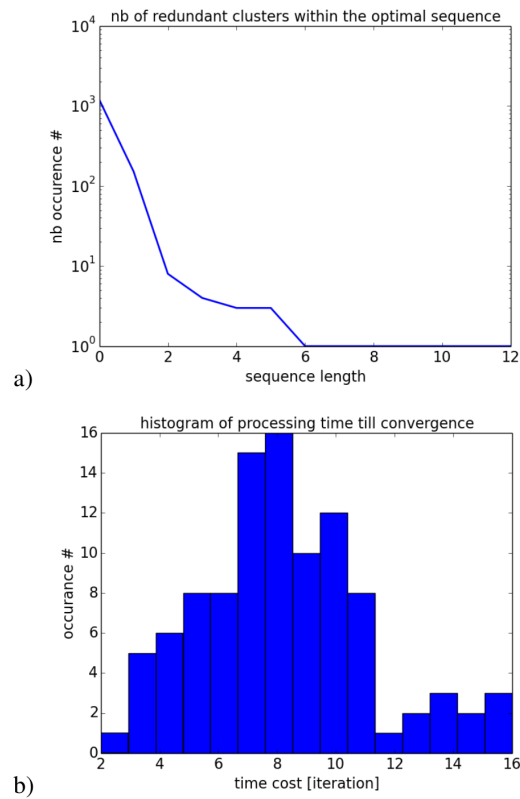 nb of redundant clusters within the optimal sequence
10^4
10^3
10^2
10^1
10^0
nb occurence #
0 2 4 6 8 10 12
sequence length
a)
histogram of processing time till convergence
16
14
12
10
8
6
4
2
0
occurance #
2 4 6 8 10 12 14 16
time cost [iteration]
b)